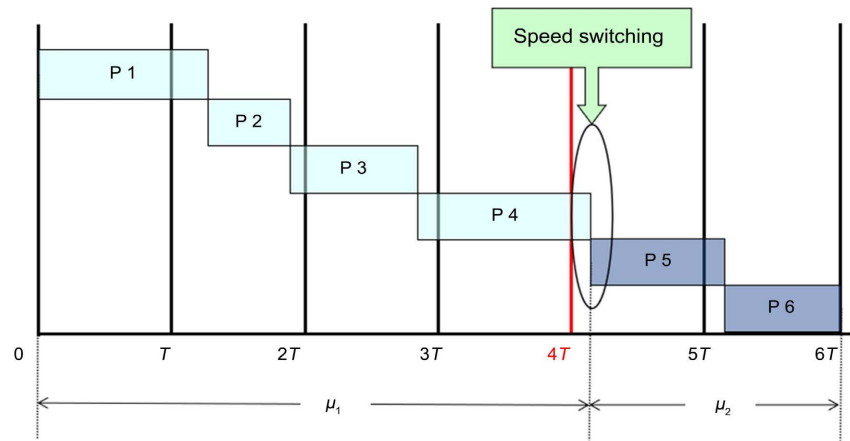 Speed switching
P 1
P 2
P 3
P 4
P 5
P 6
0 T 2T 3T 4T 5T 6T
μ1 μ2